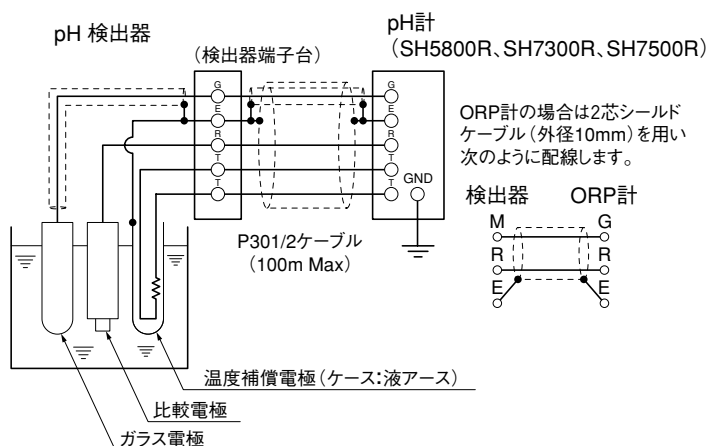 pH 検出器
(検出器端子台)
pH計
(SH5800R、SH7300R、SH7500R)
G
E
R
T
T
G
E
R
T
T
GND
P301/2ケーブル
(100m Max)
ORP計の場合は2芯シールド
ケーブル(外径10mm)を用い
次のように配線します。
検出器 ORP計
M G
R R
E E
温度補償電極(ケース:液アース)
比較電極
ガラス電極